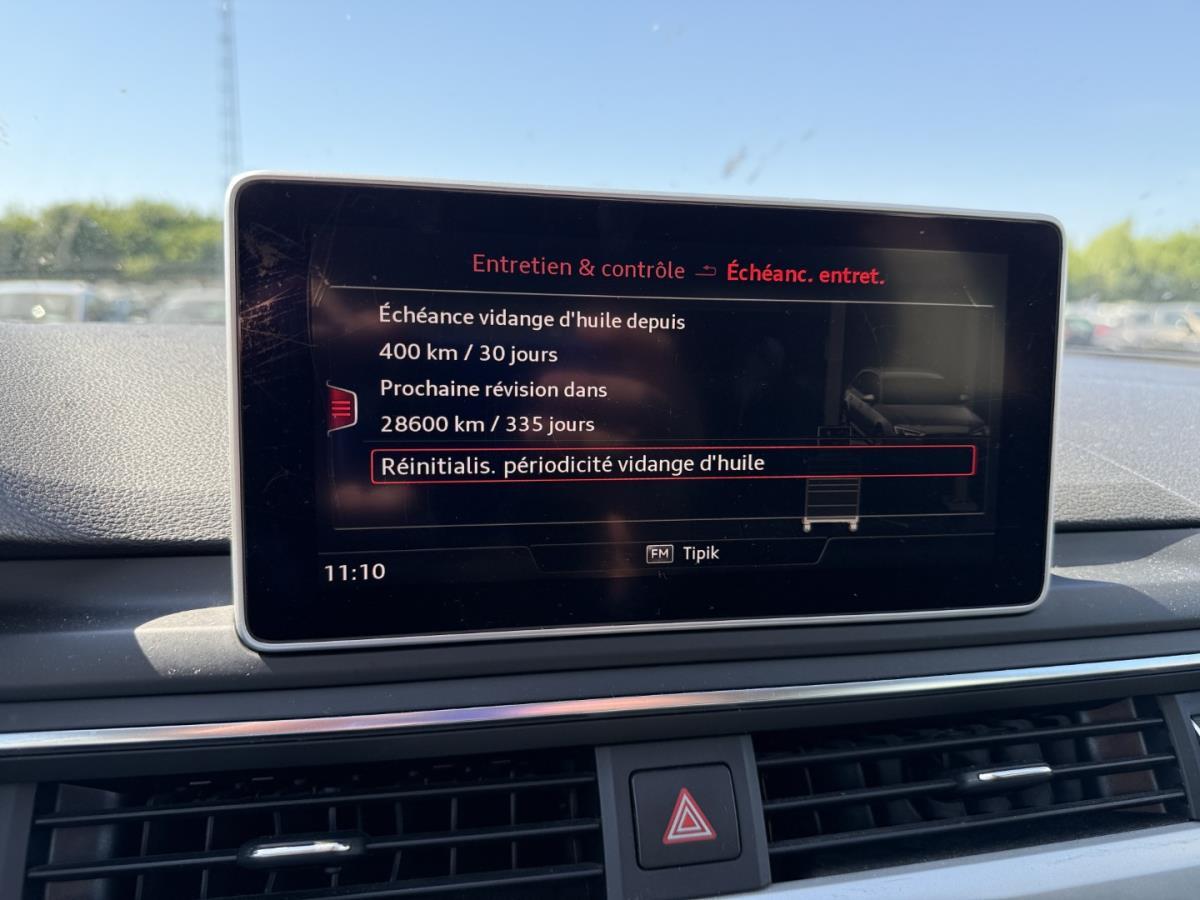 Entretien & contrôle Échéanc. entret.
Échéance vidange d'huile depuis
400 km / 30 jours
Prochaine révision dans
28600 km / 335 jours
Réinitialis. périodicité vidange d'huile
FM Tipik
11:10